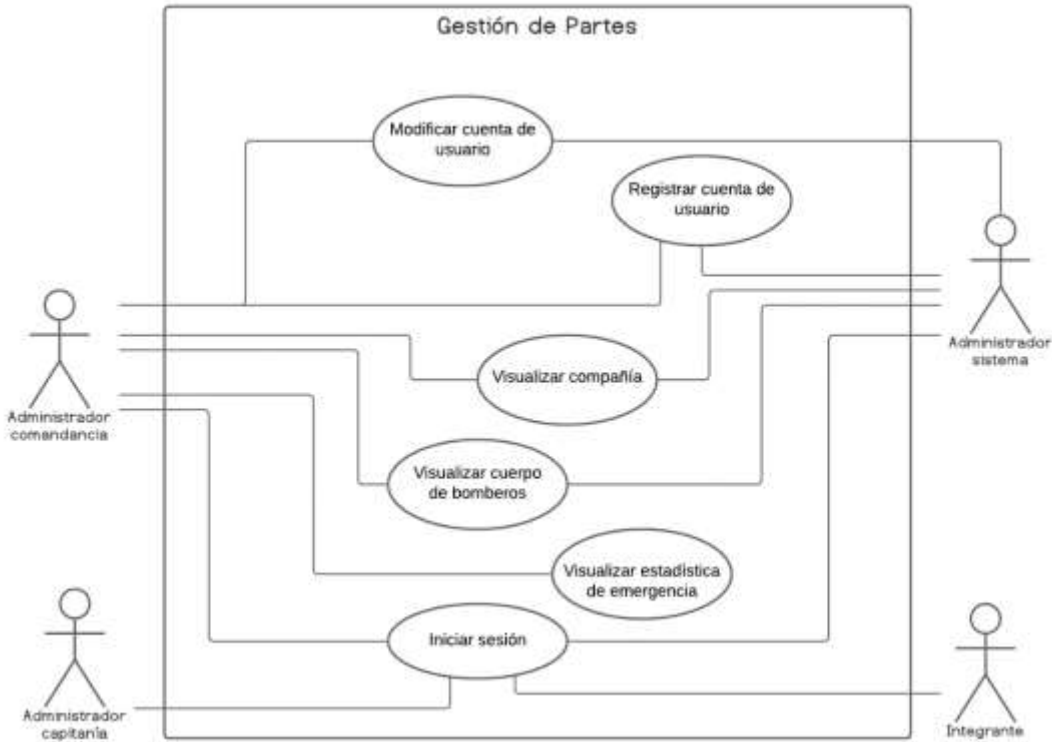 Gestión de Partes
Modificar cuenta de
usuario
Registrar cuenta de
usuario
Administrador
sistema
Visualizar compañía
Administrador
comandancia
Visualizar cuerpo
de bomberos
Visualizar estadística
de emergencia
Iniciar sesión
Administrador
capitanía
Integrante